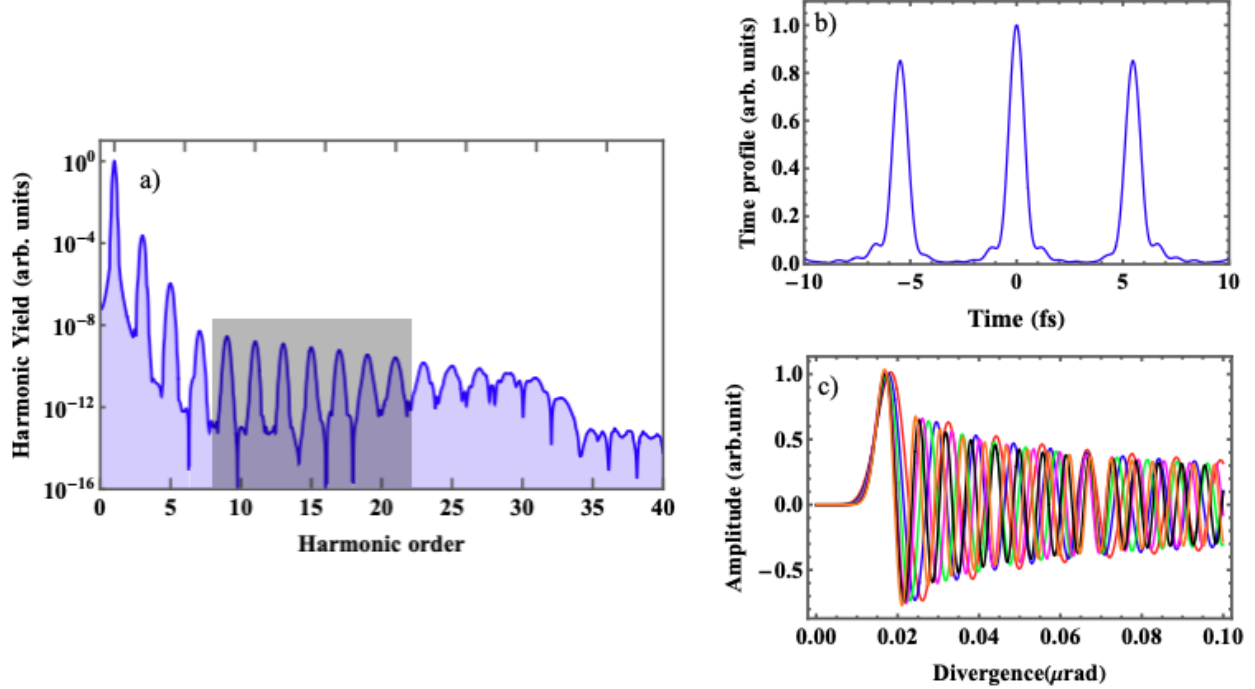 a)
Harmonic Yield (arb. units)
10^0
10^-4
10^-8
10^-12
10^-16
0 5 10 15 20 25 30 35 40
Harmonic order
b)
Time profile (arb. units)
1.0
0.8
0.6
0.4
0.2
0.0
-10 -5 0 5 10
Time (fs)
c)
Amplitude (arb.unit)
1.0
0.5
0.0
-0.5
0.00 0.02 0.04 0.06 0.08 0.10
Divergence(μrad)